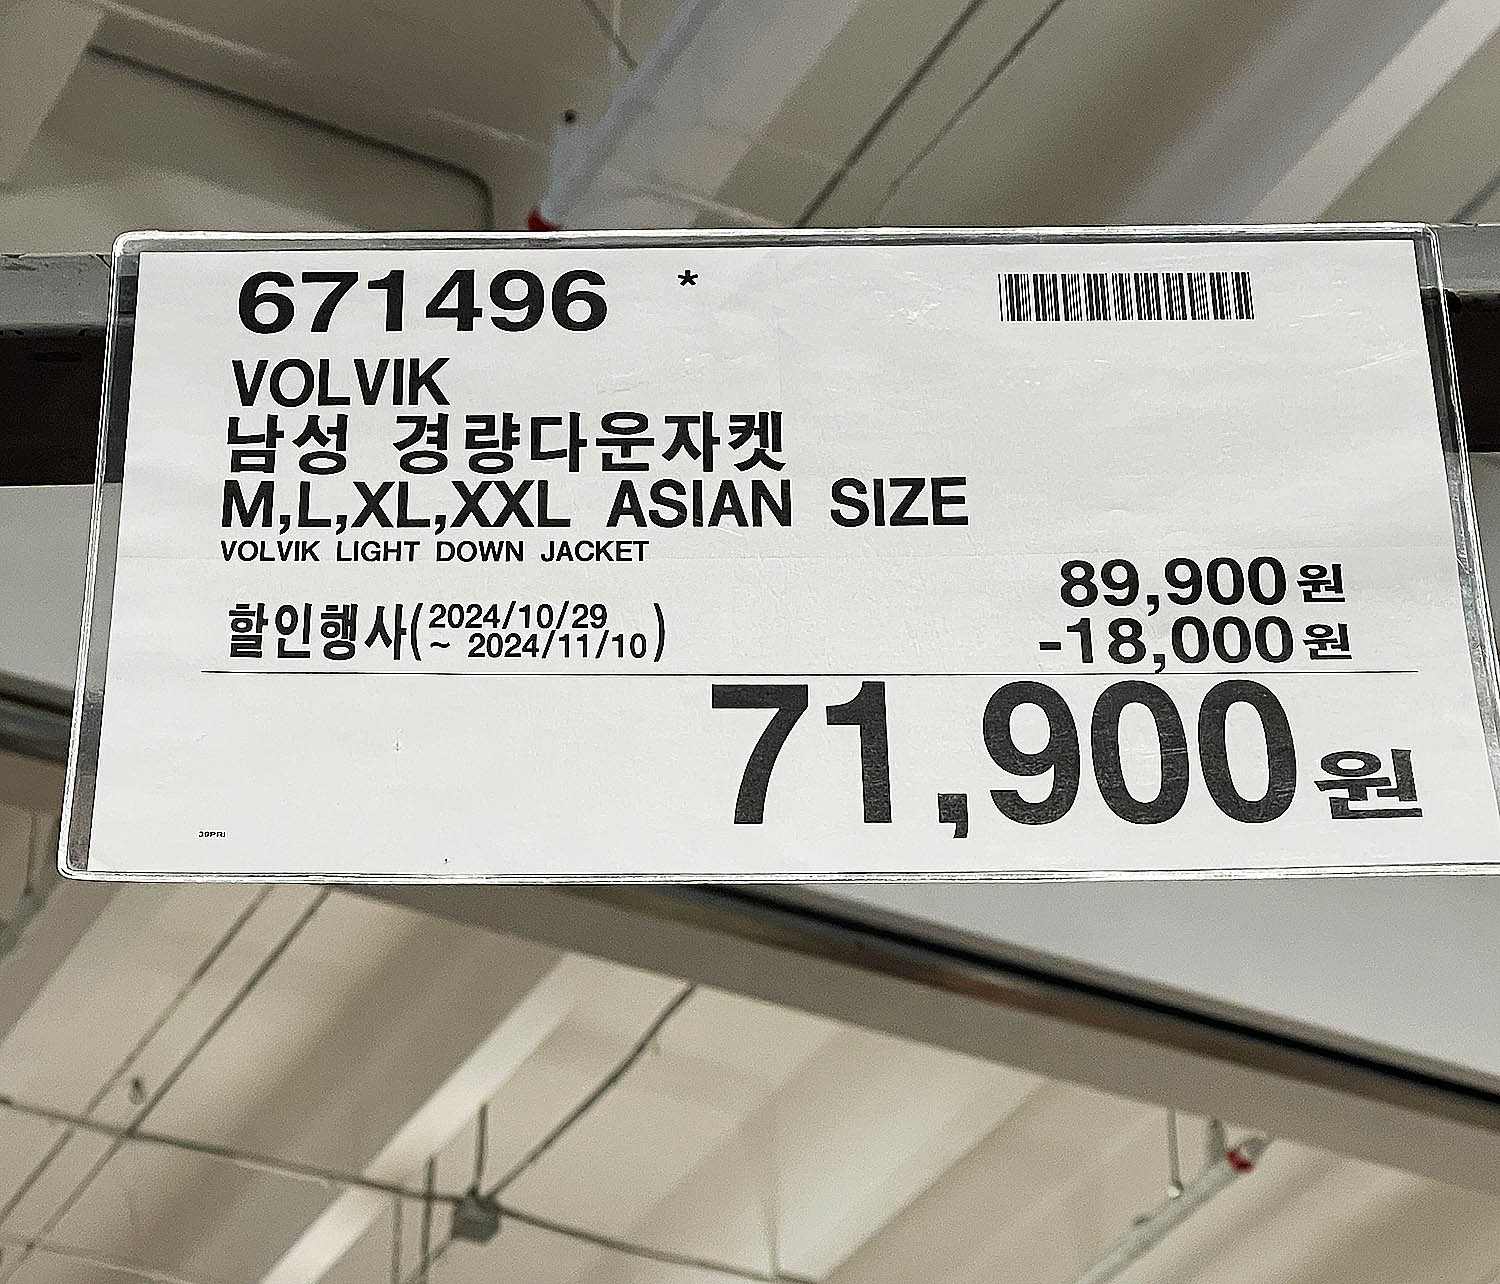 671496 *
VOLVIK
남성 경량다운자켓
M,L,XL,XXL ASIAN SIZE
VOLVIK LIGHT DOWN JACKET
89,900원
할인행사(2024/10/29 ~ 2024/11/10)
-18,000원
71,900원
39PRI